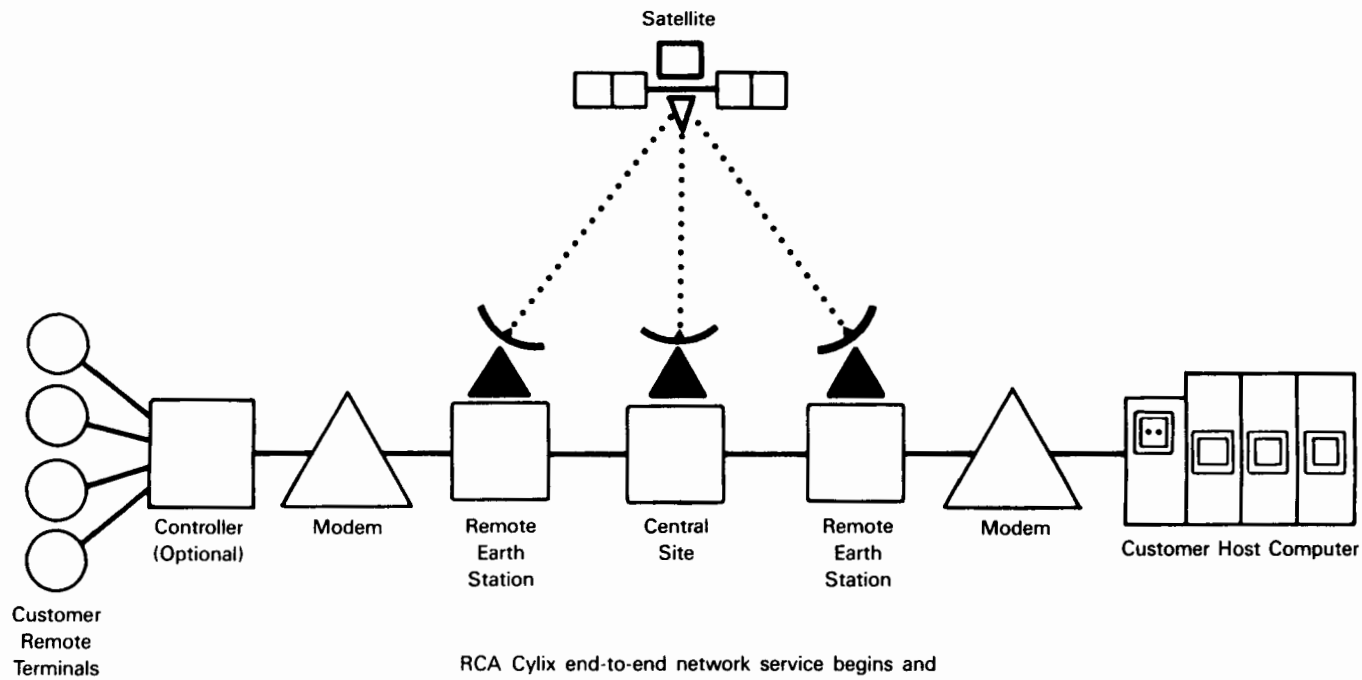 Satellite
Controller
(Optional)
Modem
Remote
Earth
Station
Central
Site
Remote
Earth
Station
Modem
Customer Host Computer
Customer
Remote
Terminals
RCA Cylix end-to-end network service begins and